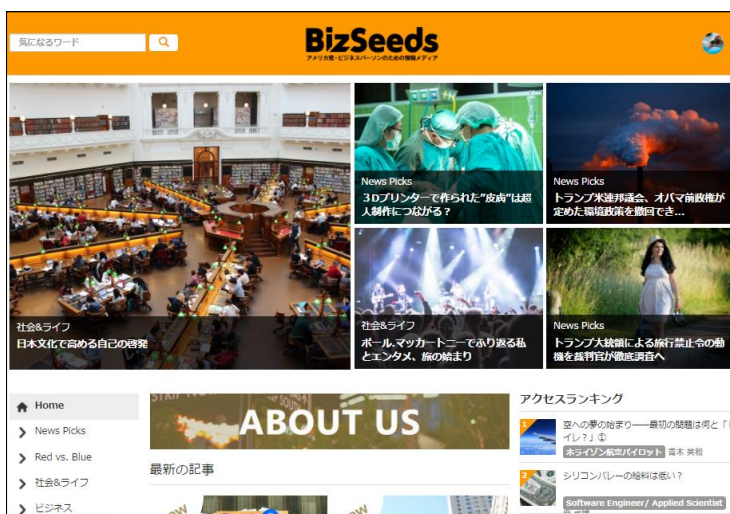 気になるワード
BizSeeds
アメリカ発・ビジネスパーソンのための情報メディア
News Picks
3Dプリンターで作られた”皮膚”は超
人制作につながる？
News Picks
トランプ米連邦議会、オバマ前政権が
定めた環境政策を撤回でき...
社会&ライフ
日本文化で高める自己の啓発
社会&ライフ
ポール.マッカートニーでふり返る私
とエンタメ、旅の始まり
News Picks
トランプ大統領による旅行禁止令の動
機を裁判官が徹底調査へ
Home
News Picks
Red vs. Blue
社会&ライフ
ビジネス
ABOUT US
最新の記事
アクセスランキング
1
空への夢の始まり――最初の問題は何と「ト
イレ？」①
ホライゾン航空パイロット 青木 美和
2
シリコンバレーの給料は低い？
Software Engineer/ Applied Scientist